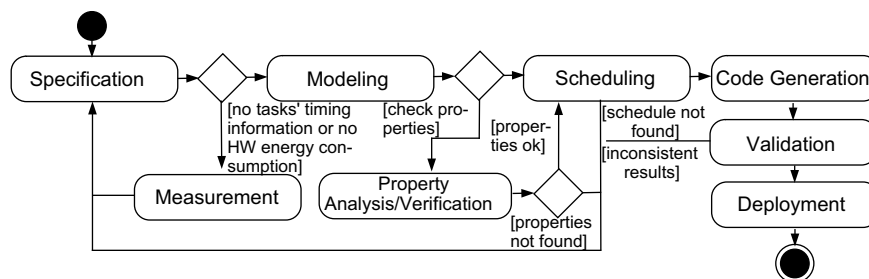 Specification
Modeling
Scheduling
Code Generation
[no tasks' timing
information or no
HW energy con-
sumption]
[check pro-
perties]
[proper-
ties ok]
[schedule not
found]
[inconsistent
results]
Validation
Measurement
Property
Analysis/Verification
[properties
not found]
Deployment